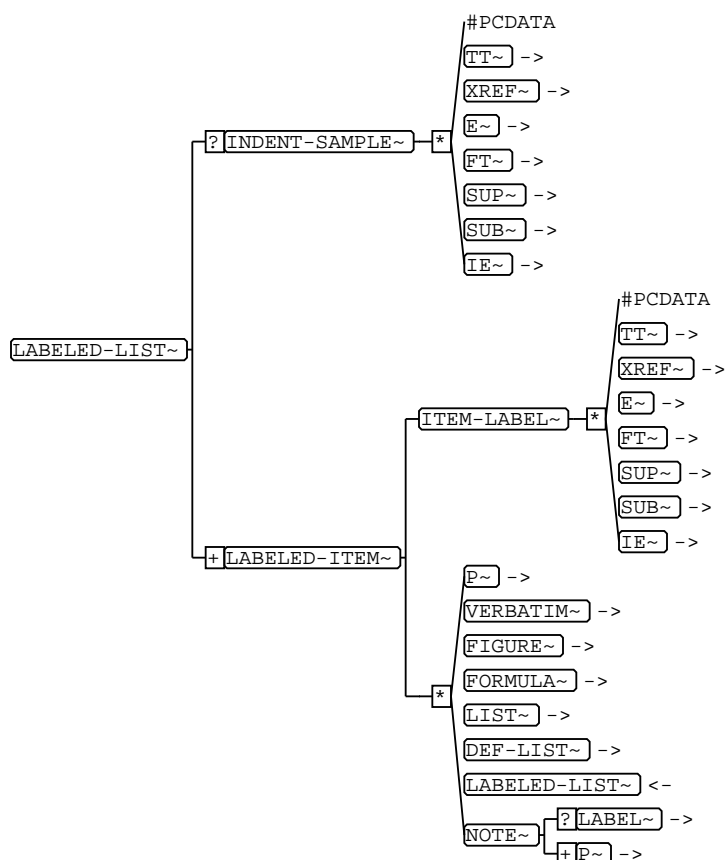 #PCDATA
TT~ ->
XREF~ ->
? INDENT-SAMPLE~ * E~ ->
FT~ ->
SUP~ ->
SUB~ ->
IE~ ->
#PCDATA
TT~ ->
LABELED-LIST~
XREF~ ->
E~ ->
ITEM-LABEL~ *
FT~ ->
SUP~ ->
SUB~ ->
IE~ ->
+ LABELED-ITEM~
P~ ->
VERBATIM~ ->
FIGURE~ ->
FORMULA~ ->
*
LIST~ ->
DEF-LIST~ ->
LABELED-LIST~ <-
NOTE~
? LABEL~ ->
+ P~ ->